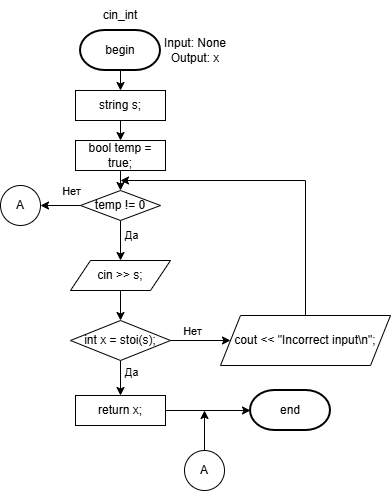 cin_int
begin
Input: None
Output: x
string s;
bool temp =
true;
temp != 0
Нет
A
Да
cin >> s;
int x = stoi(s);
Нет
cout << "Incorrect input\n";
Да
return x;
end
A